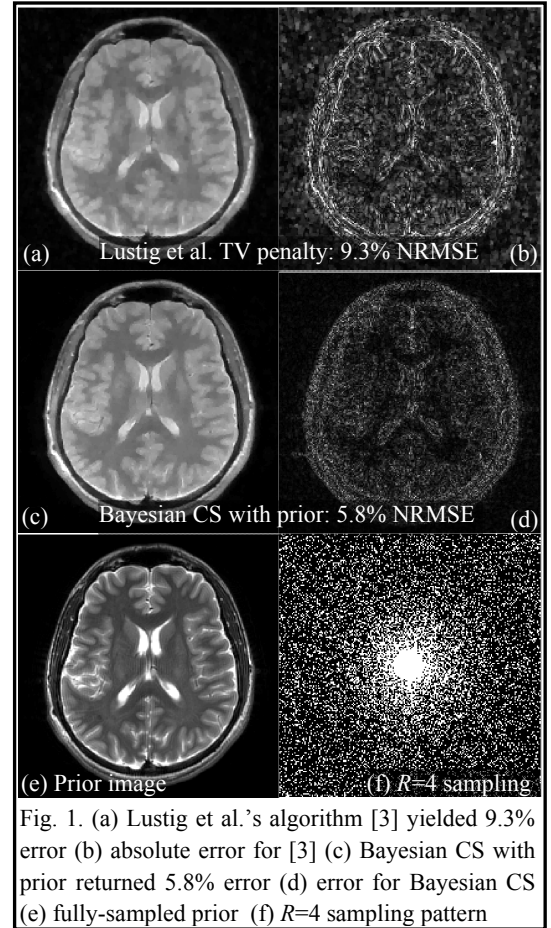 (a) Lustig et al. TV penalty: 9.3% NRMSE (b)
(c) Bayesian CS with prior: 5.8% NRMSE (d)
(e) Prior image (f) R=4 sampling
Fig. 1. (a) Lustig et al.'s algorithm [3] yielded 9.3%
error (b) absolute error for [3] (c) Bayesian CS with
prior returned 5.8% error (d) error for Bayesian CS
(e) fully-sampled prior (f) R=4 sampling pattern